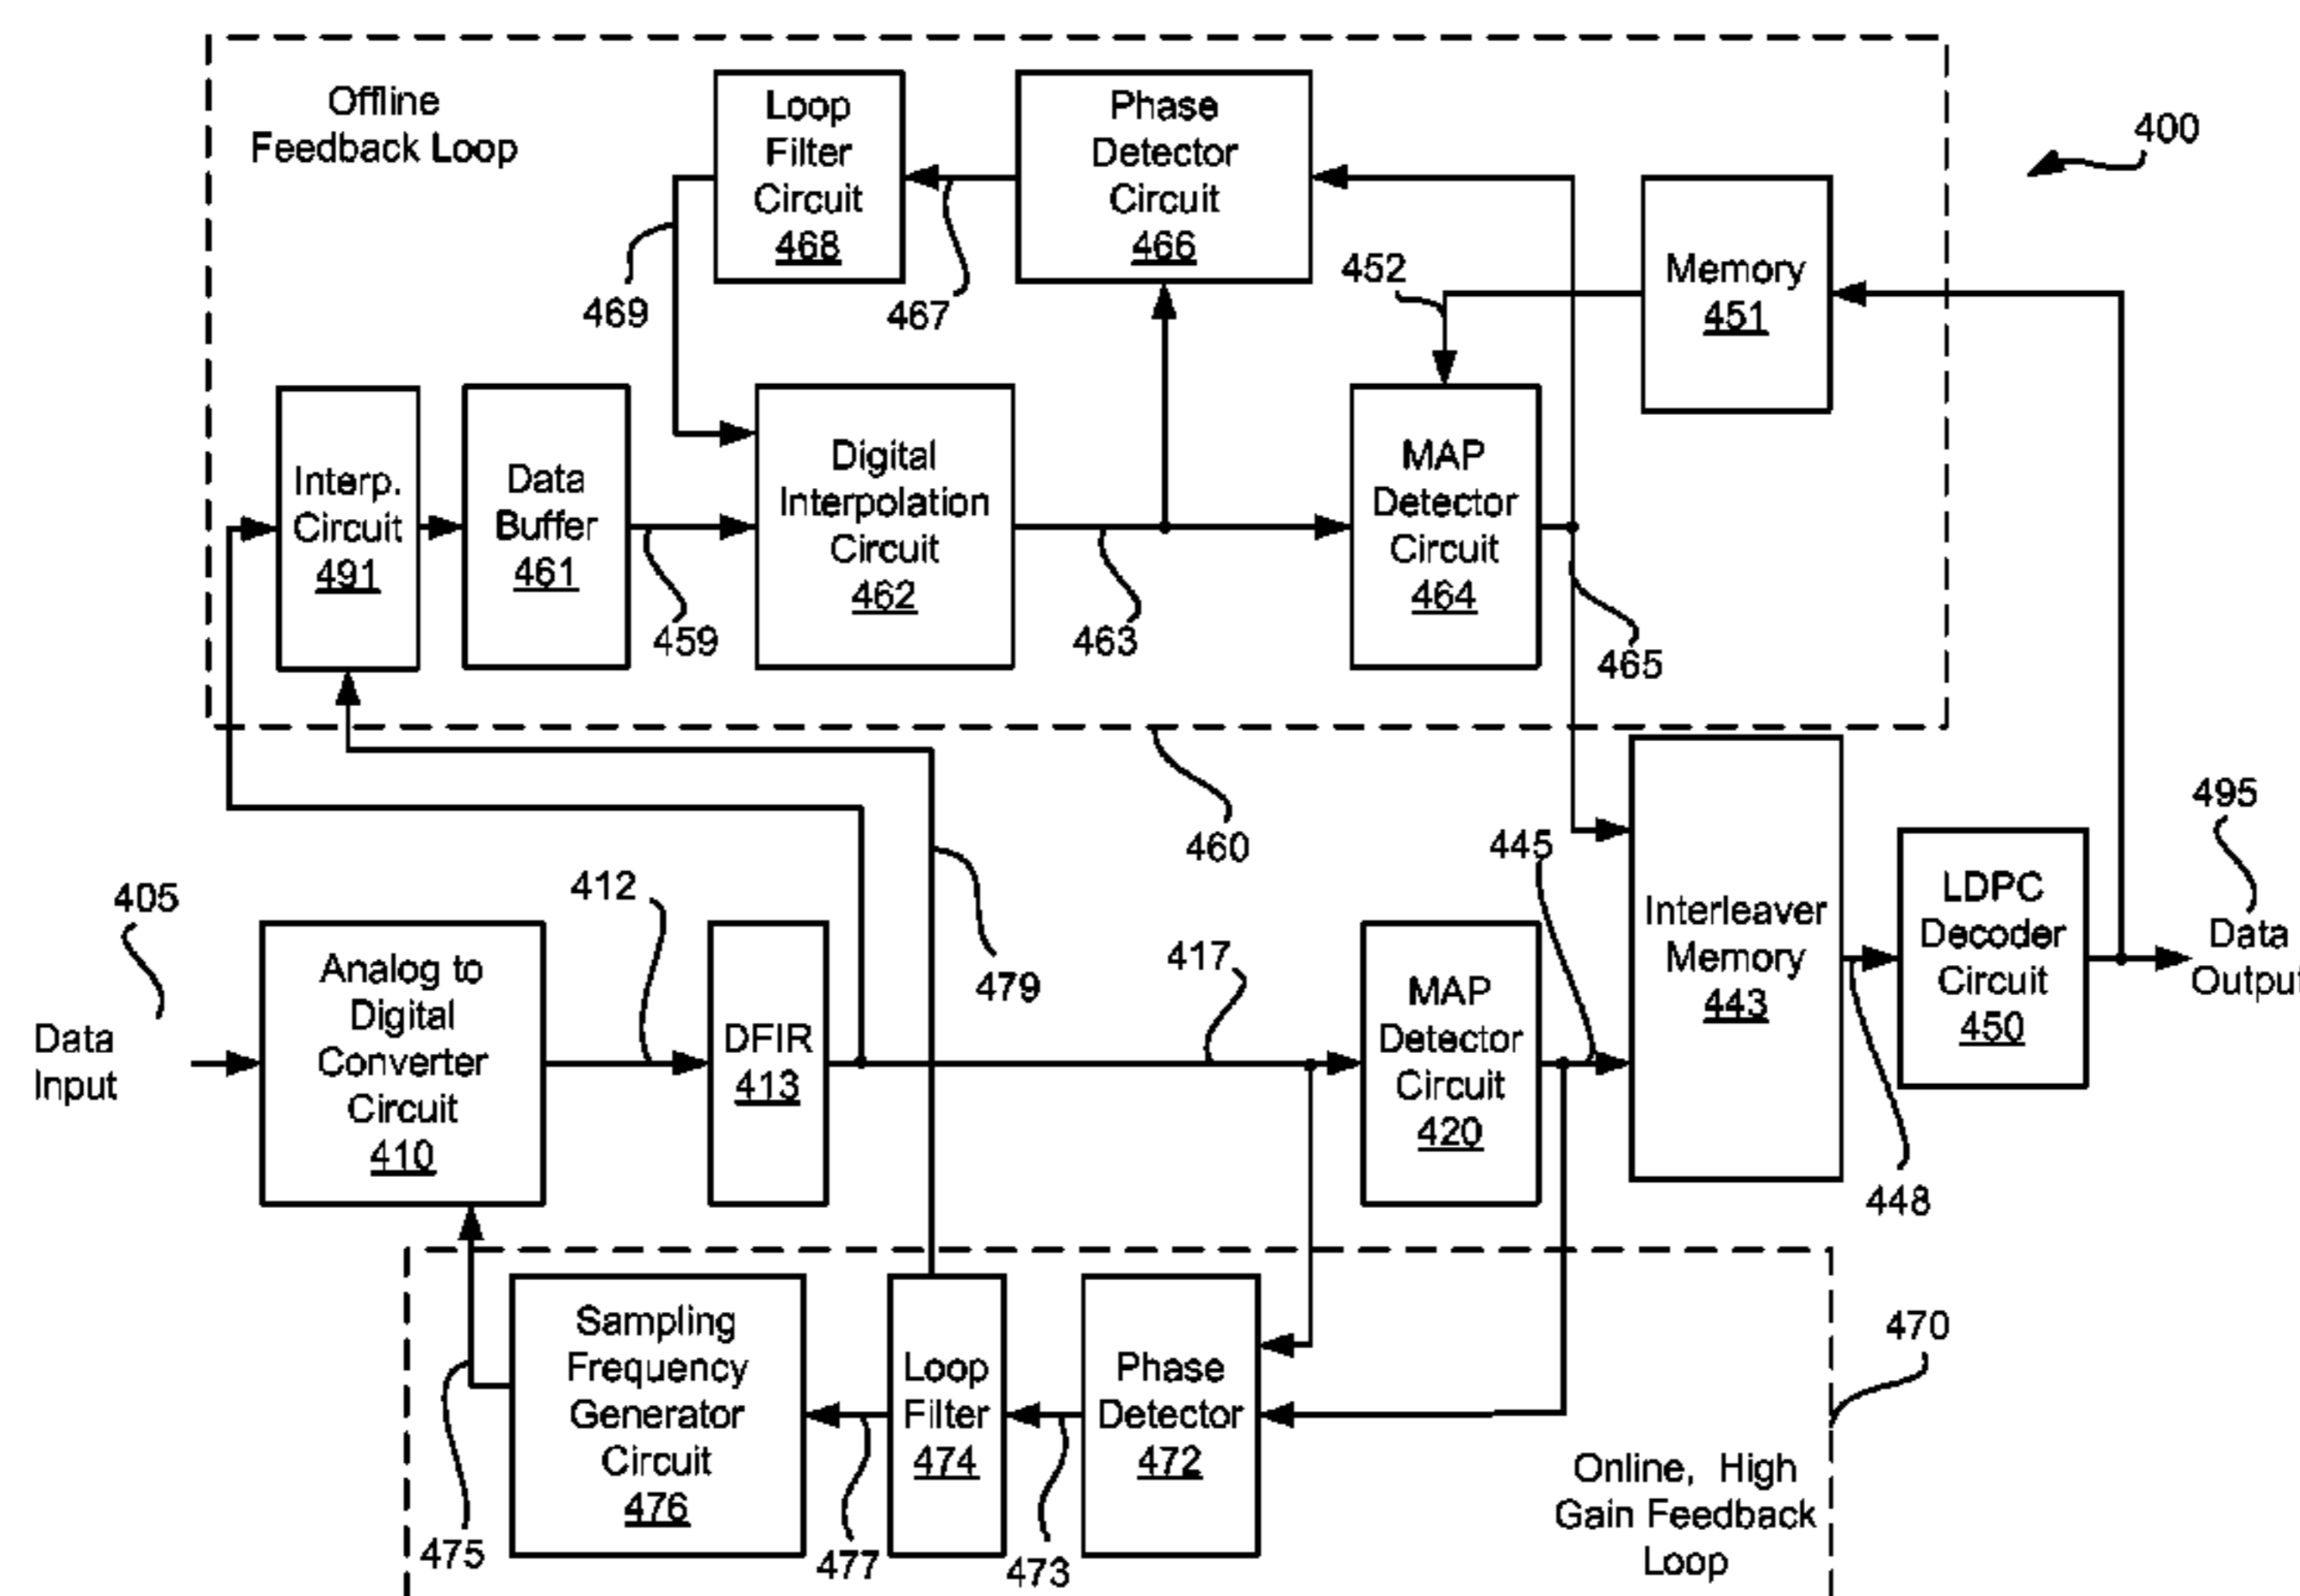 Offline
Feedback Loop
Loop
Filter
Circuit
468
Phase
Detector
Circuit
466
400
Memory
451
452
469
467
Interp.
Circuit
491
Data
Buffer
461
Digital
Interpolation
Circuit
462
MAP
Detector
Circuit
464
459
463
465
460
495
Data
Output
405
Data
Input
412
Analog to
Digital
Converter
Circuit
410
DFIR
413
479
417
MAP
Detector
Circuit
420
445
Interleaver
Memory
443
LDPC
Decoder
Circuit
450
448
Sampling
Frequency
Generator
Circuit
476
Loop
Filter
474
Phase
Detector
472
470
475
477
473
Online, High
Gain Feedback
Loop